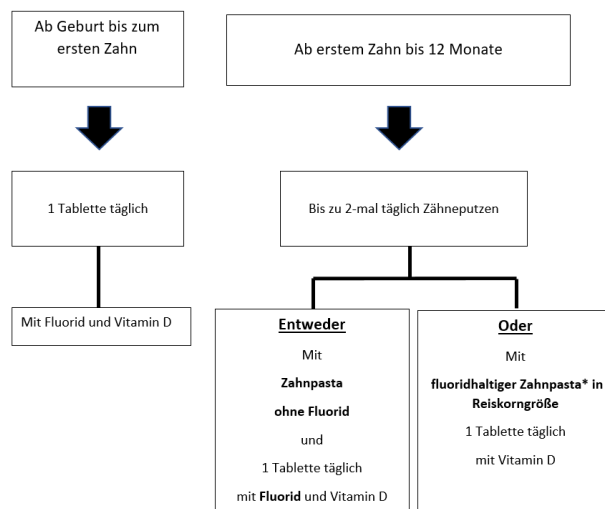 Ab Geburt bis zum
ersten Zahn
Ab erstem Zahn bis 12 Monate
1 Tablette täglich
Bis zu 2-mal täglich Zähneputzen
Mit Fluorid und Vitamin D
Entweder
Mit
Zahnpasta
ohne Fluorid
und
1 Tablette täglich
mit Fluorid und Vitamin D
Oder
Mit
fluoridhaltiger Zahnpasta* in
Reiskorngröße
1 Tablette täglich
mit Vitamin D